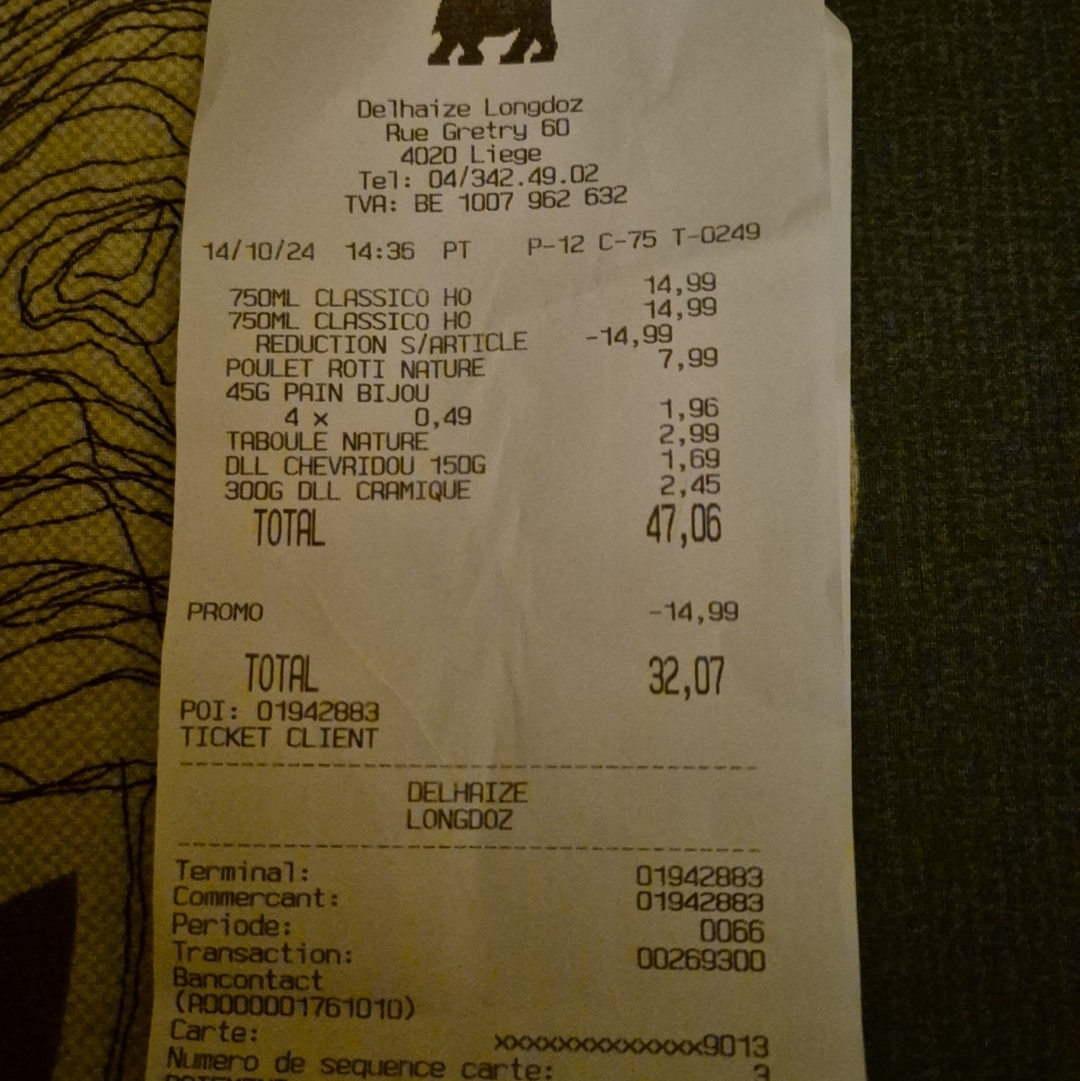 Delhaize Longdoz
Rue Gretry 60
4020 Liege
Tel: 04/342.49.02
TVA: BE 1007 962 632
14/10/24 14:36 PT P-12 C-75 T-0249
750ML CLASSICO HO 14,99
750ML CLASSICO HO 14,99
REDUCTION S/ARTICLE -14,99
POULET ROTI NATURE 7,99
45G PAIN BIJOU
4 x 0,49 1,96
TABOULE NATURE 2,99
DLL CHEVRIDOU 150G 1,69
300G DLL CRAMIQUE 2,45
TOTAL 47,06
PROMO -14,99
TOTAL 32,07
POI: 01942883
TICKET CLIENT
DELHAIZE
LONGDOZ
Terminal: 01942883
Commercant: 01942883
Periode: 0066
Transaction: 00269300
Bancontact
(A0000001761010)
Carte: xxxxxxxxxxxxx9013
Numero de sequence carte: 3